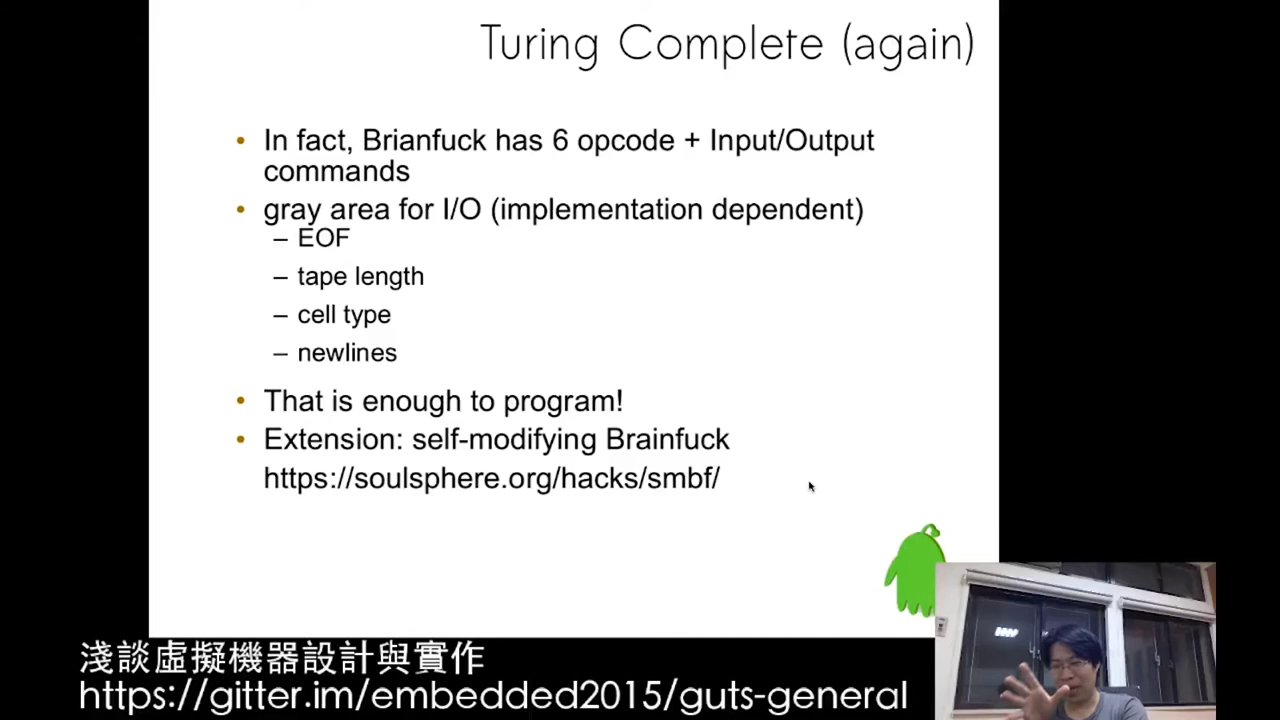 Turing Complete (again)
• In fact, Brianfuck has 6 opcode + Input/Output
commands
• gray area for I/O (implementation dependent)
– EOF
– tape length
– cell type
– newlines
• That is enough to program!
• Extension: self-modifying Brainfuck
https://soulsphere.org/hacks/smbf/
淺談虛擬機器設計與實作
https://gitter.im/embedded2015/guts-general